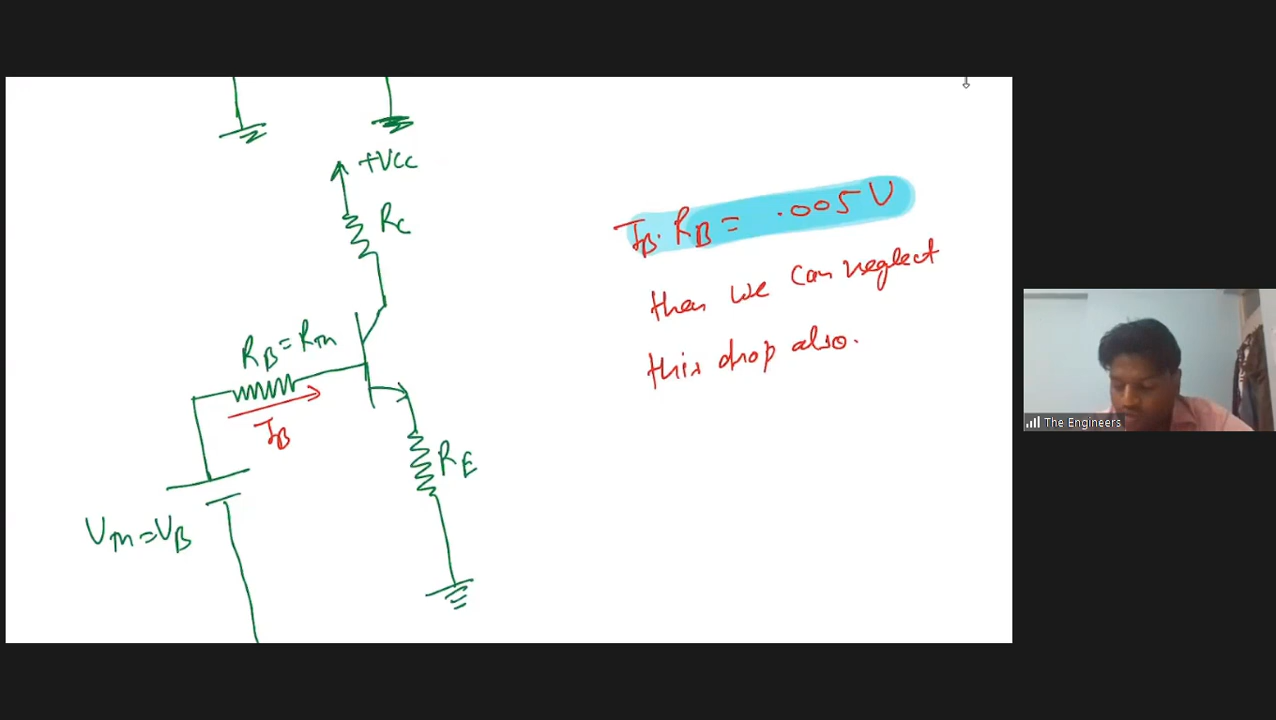 +VCC
RC
IB. RB = .005 V
then we can neglect
this drop also.
RB = RTh
IB
RE
VTh = VB
The Engineers